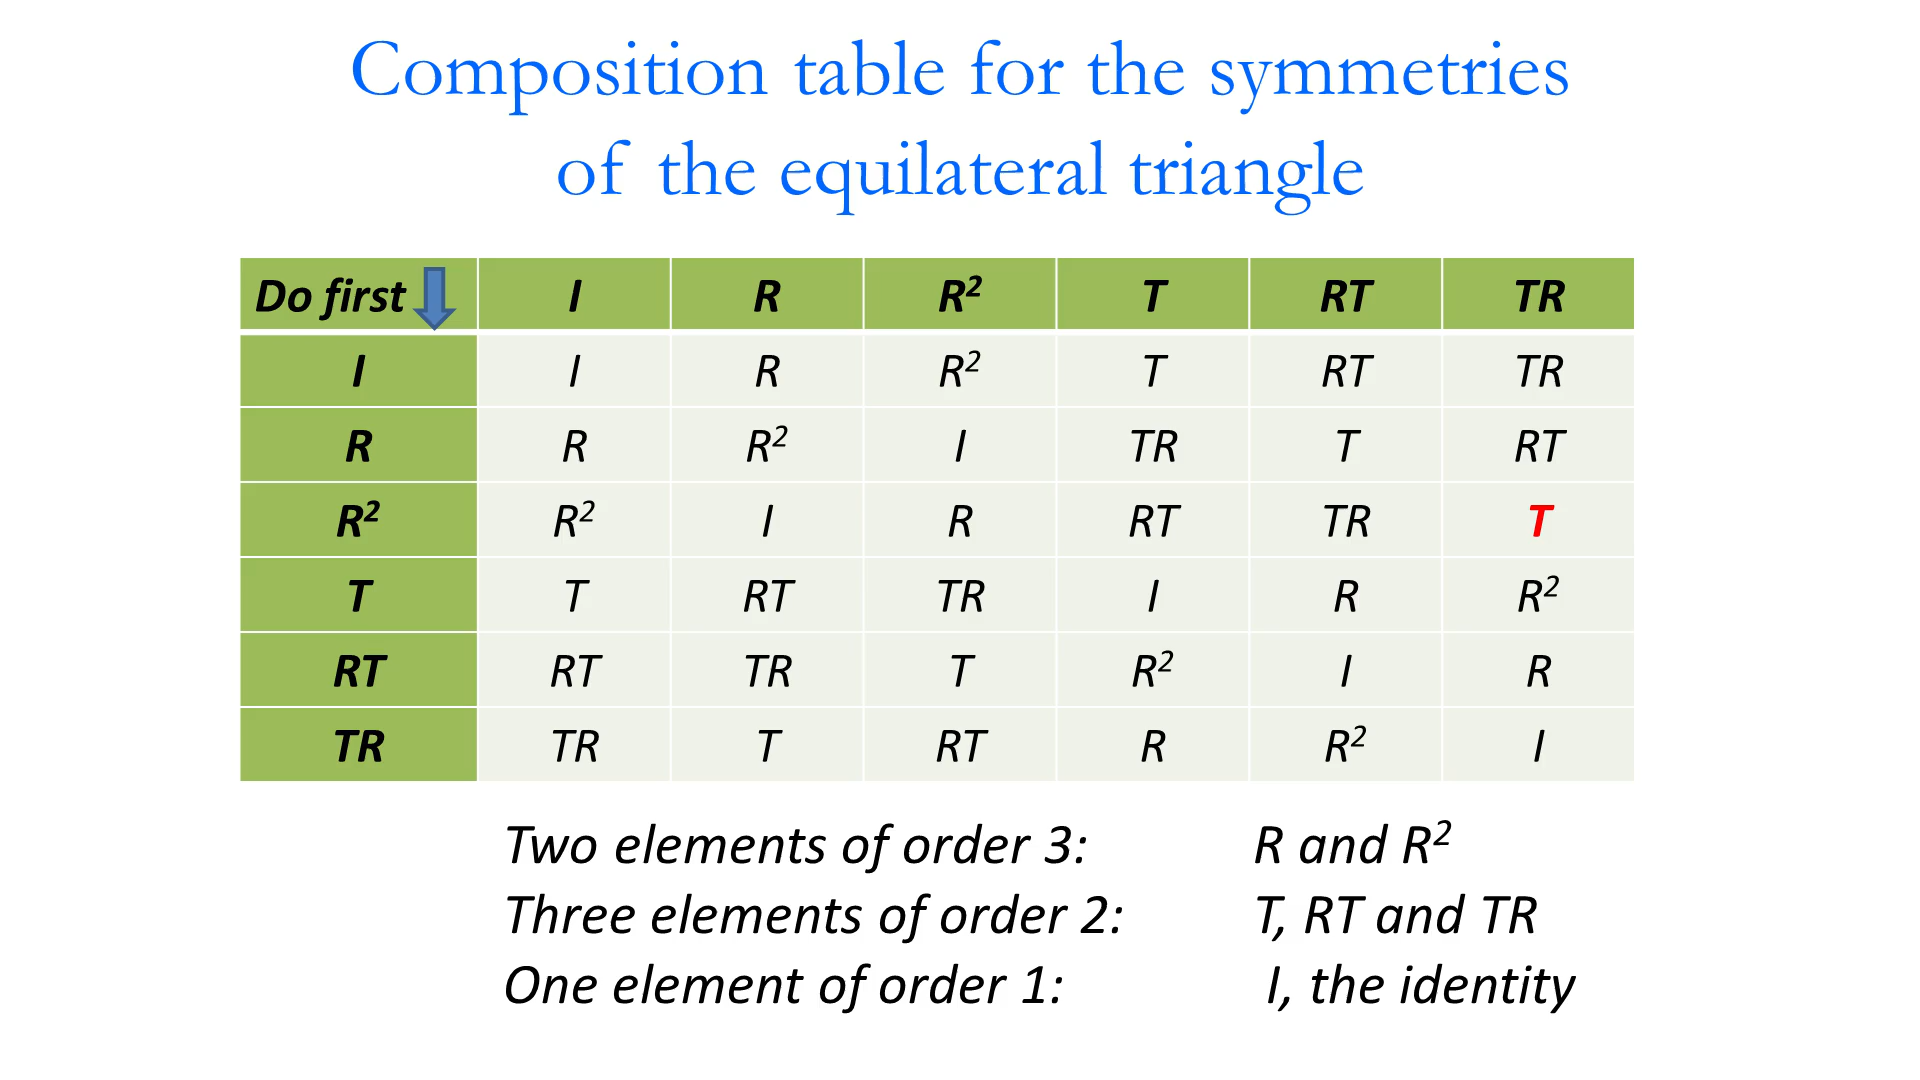 Composition table for the symmetries
of the equilateral triangle
Do first I R R² T RT TR
I I R R² T RT TR
R R R² I TR T RT
R² R² I R RT TR T
T T RT TR I R R²
RT RT TR T R² I R
TR TR T RT R R² I
Two elements of order 3: R and R²
Three elements of order 2: T, RT and TR
One element of order 1: I, the identity